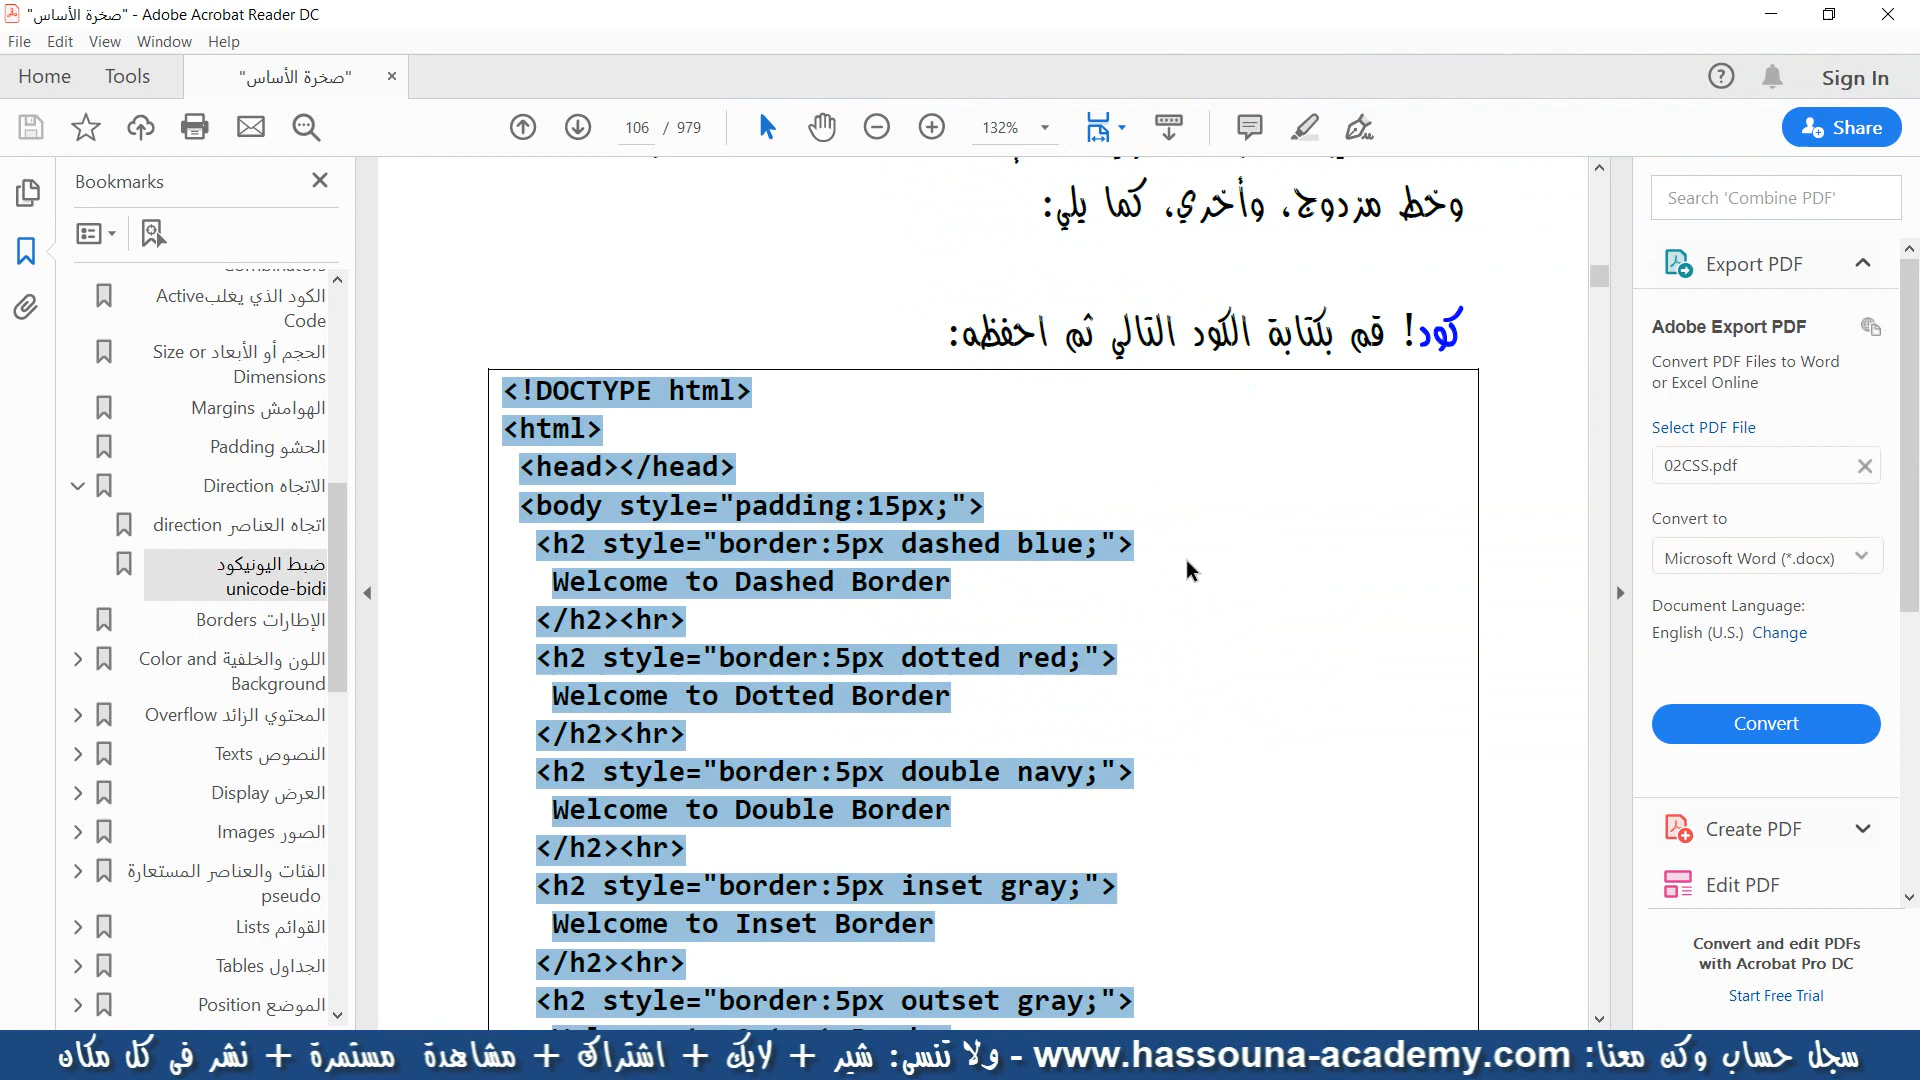 "صخرة الأساس" - Adobe Acrobat Reader DC
File Edit View Window Help
Home Tools "صخرة الأساس" Sign In
106 / 979 132% Share
Bookmarks
الكود الذي يغلب Active
Code
الحجم أو الأبعاد Size or
Dimensions
الهوامش Margins
الحشو Padding
الاتجاه Direction
اتجاه العناصر direction
ضبط اليونيكود
unicode-bidi
الإطارات Borders
اللون والخلفية Color and
Background
المحتوي الزائد Overflow
النصوص Texts
العرض Display
الصور Images
الفئات والعناصر المستعارة
pseudo
القوائم Lists
الجداول Tables
الموضع Position
وخط مزدوج، وأخري، كما يلي:
كود! قم بكتابة الكود التالي ثم احفظه:
<!DOCTYPE html>
<html>
<head></head>
<body style="padding:15px;">
<h2 style="border:5px dashed blue;">
Welcome to Dashed Border
</h2><hr>
<h2 style="border:5px dotted red;">
Welcome to Dotted Border
</h2><hr>
<h2 style="border:5px double navy;">
Welcome to Double Border
</h2><hr>
<h2 style="border:5px inset gray;">
Welcome to Inset Border
</h2><hr>
<h2 style="border:5px outset gray;">
Search 'Combine PDF'
Export PDF
Adobe Export PDF
Convert PDF Files to Word
or Excel Online
Select PDF File
02CSS.pdf
Convert to
Microsoft Word (*.docx)
Document Language:
English (U.S.) Change
Convert
Create PDF
Edit PDF
Convert and edit PDFs
with Acrobat Pro DC
Start Free Trial
سجل حساب وكن معنا: www.hassouna-academy.com - ولا تنسى: شير + لايك + اشتراك + مشاهدة مستمرة + نشر في كل مكان